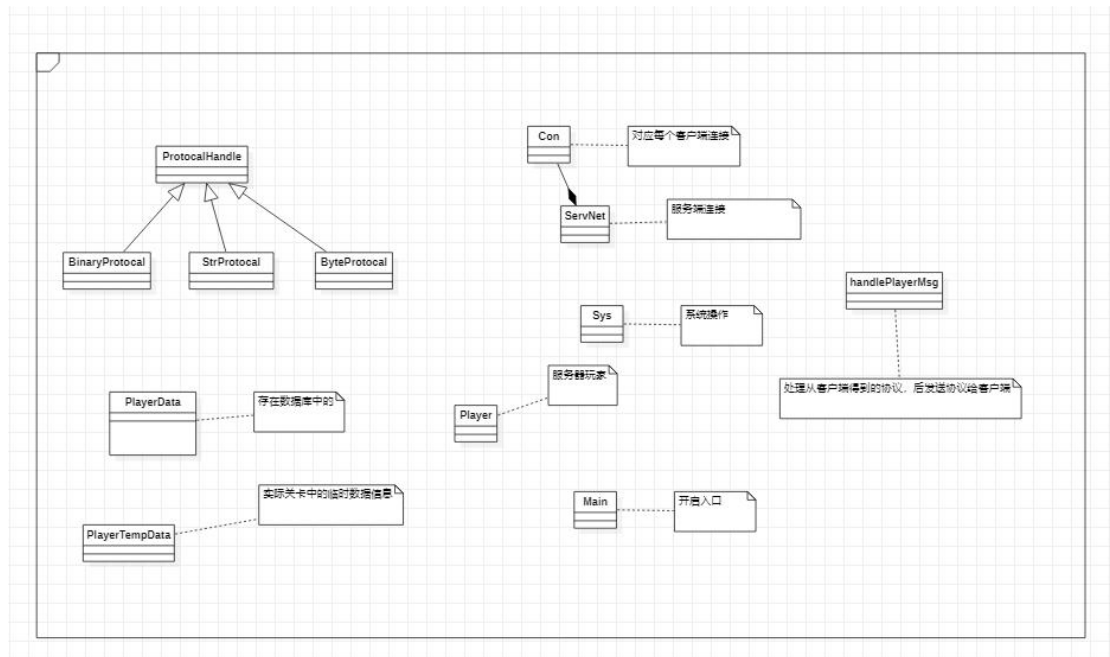 Con
对应每个客户端连接
ProtocalHandle
ServNet
服务端连接
BinaryProtocal
StrProtocal
ByteProtocal
handlePlayerMsg
Sys
系统操作
服务器玩家
处理从客户端得到的协议，后发送协议给客户端
PlayerData
存在数据库中的
Player
实际关卡中的临时数据信息
Main
开启入口
PlayerTempData